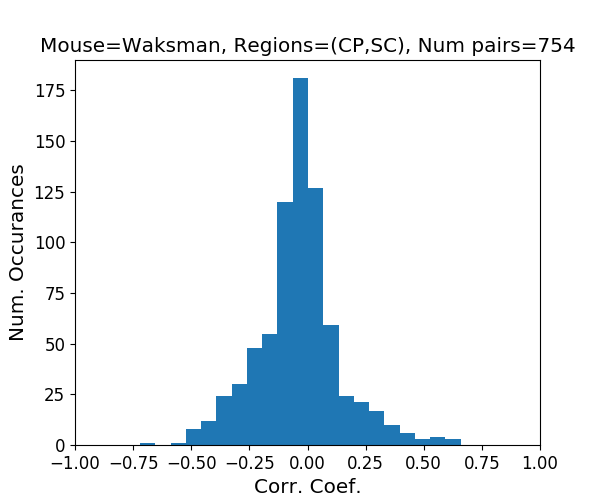 Mouse=Waksman, Regions=(CP,SC), Num pairs=754
175
150
125
100
75
50
25
0
Num. Occurances
−1.00 −0.75 −0.50 −0.25 0.00 0.25 0.50 0.75 1.00
Corr. Coef.